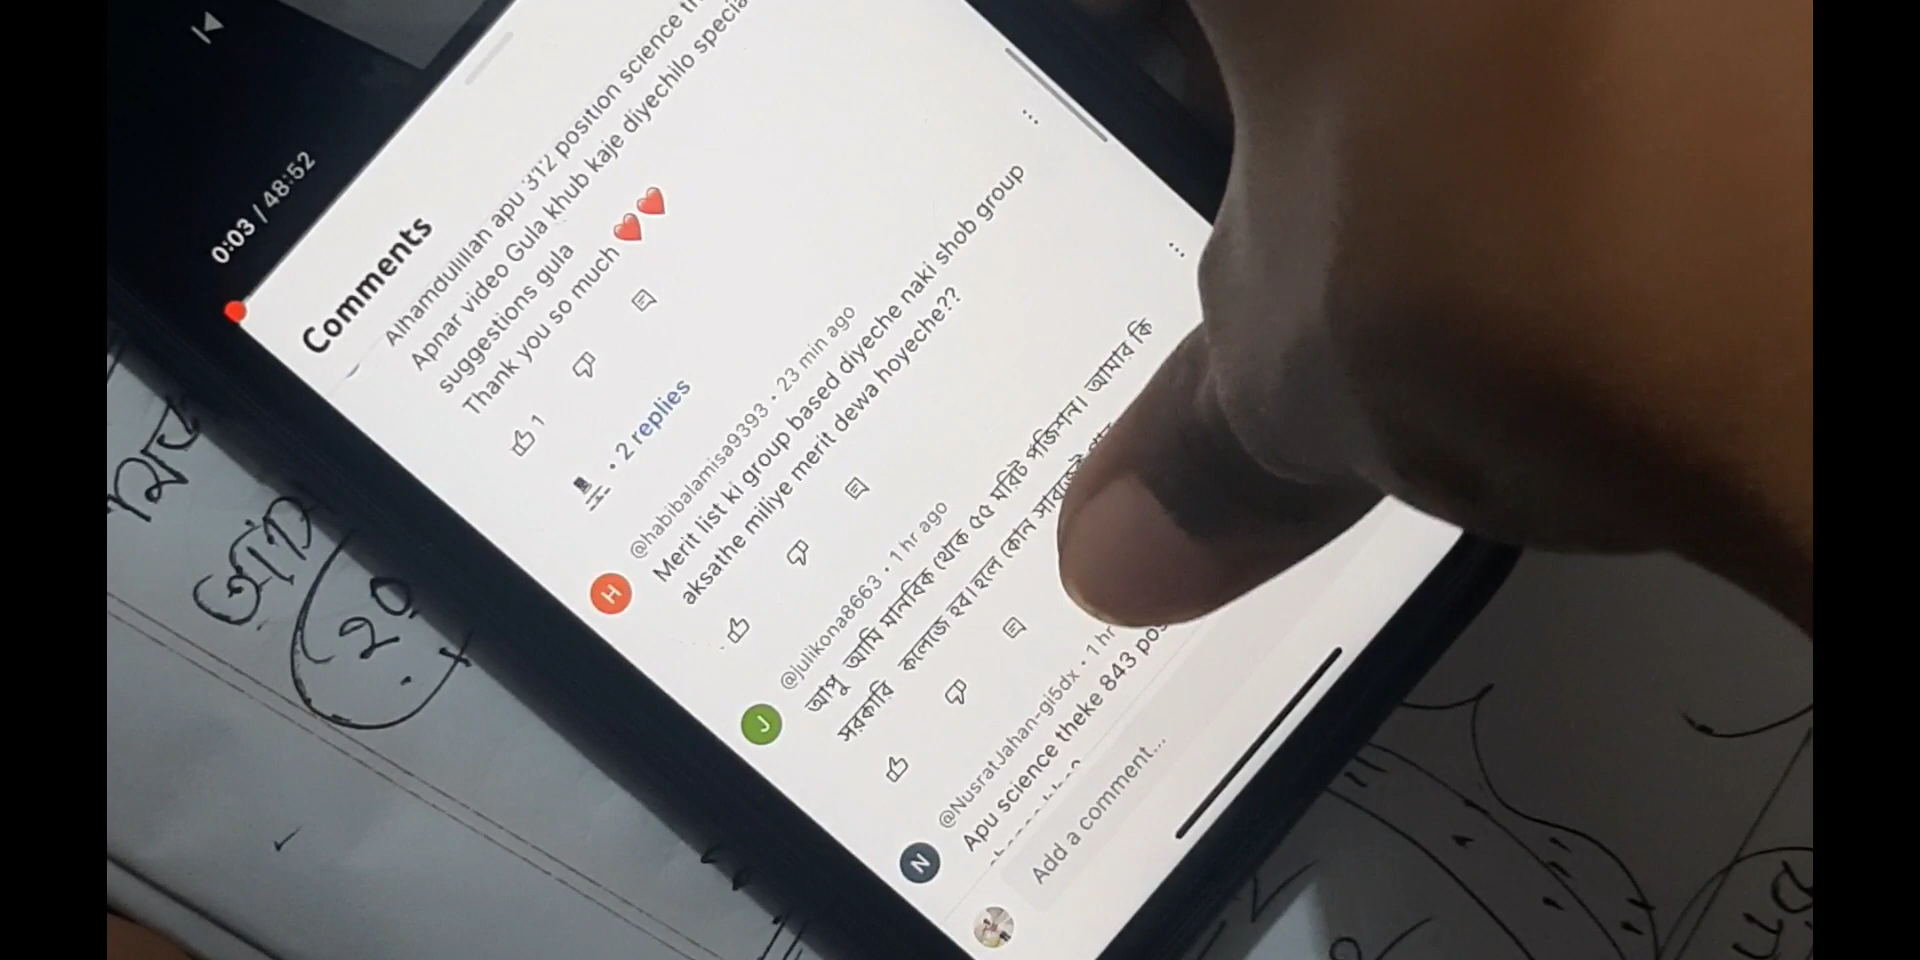 0:03 / 48:52
Comments
Alhamdulillah apu 312 position science
Apnar video Gula khub kaje diyechilo
suggestions gula
Thank you so much ❤️❤️
1
• 2 replies
H
@habibalamisa9393 • 23 min ago
Merit list ki group based diyeche naki shob group
aksathe miliye merit dewa hoyeche??
J
@julikona8663 • 1 hr ago
আপু আমি মানবিক থেকে ৫৫ মরিট পজিশন। আমার কি
সরকারি কলেজে হব।হলে কোন
N
@NusratJahan-gi5dx • 1 hr
Apu science theke 843
Add a comment...
20